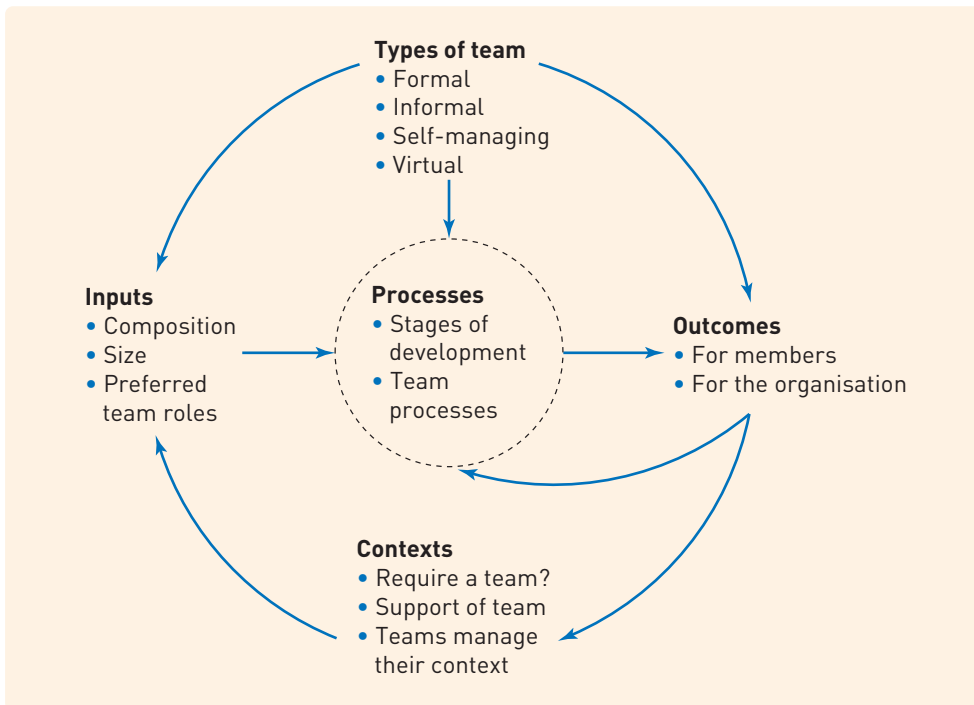 Types of team
• Formal
• Informal
• Self-managing
• Virtual
Inputs
• Composition
• Size
• Preferred
team roles
Processes
• Stages of
development
• Team
processes
Outcomes
• For members
• For the organisation
Contexts
• Require a team?
• Support of team
• Teams manage
their context